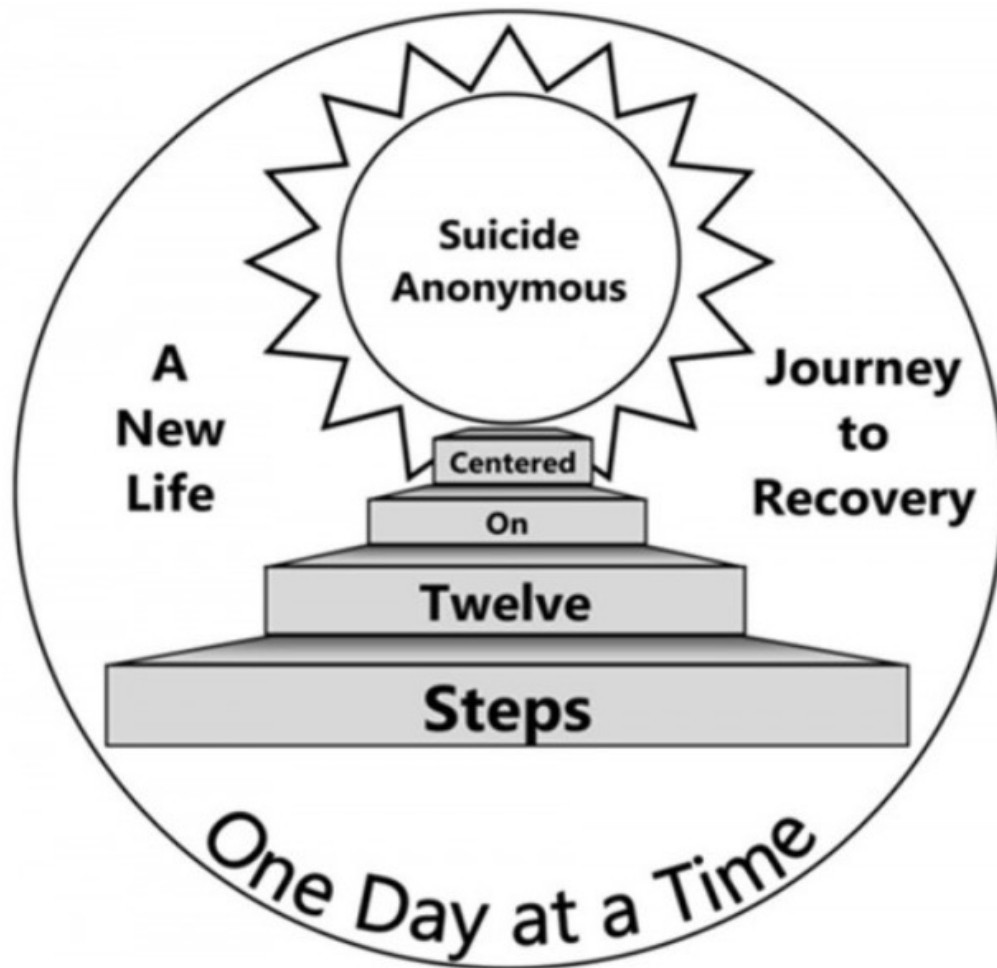 Suicide
Anonymous
A
New
Life
Journey
to
Recovery
Centered
On
Twelve
Steps
One Day at a Time